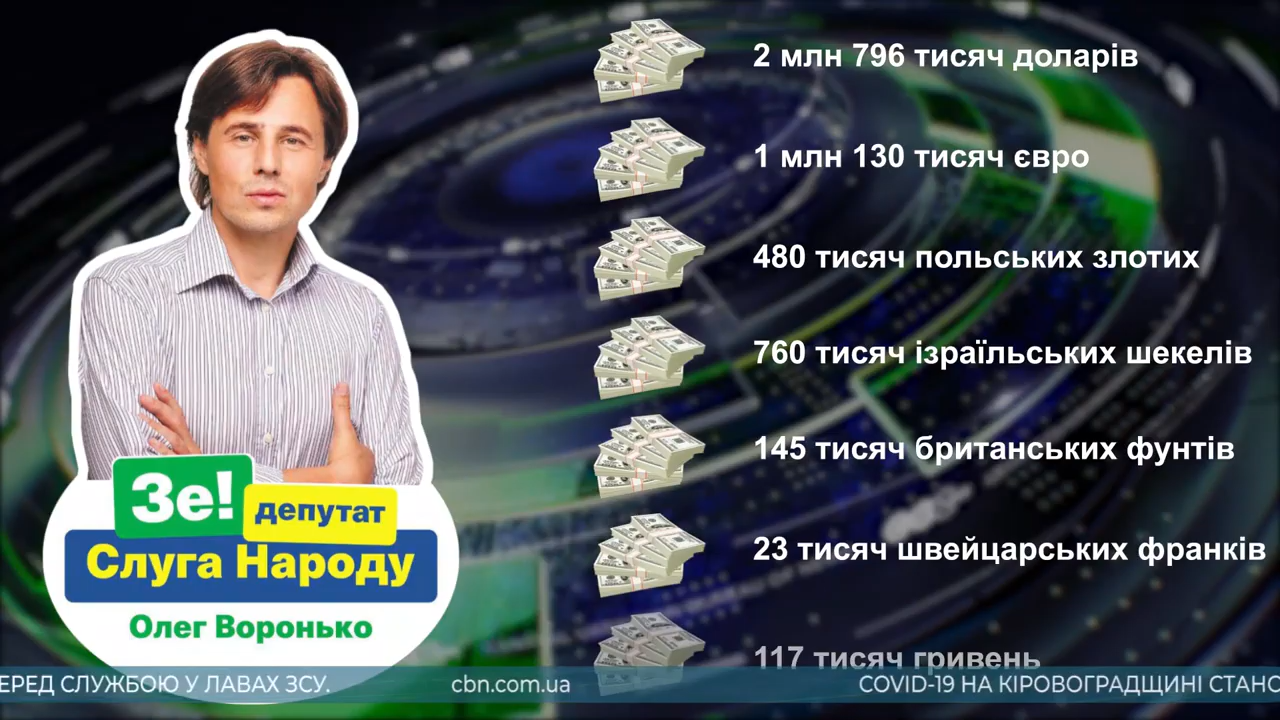 2 млн 796 тисяч доларів
1 млн 130 тисяч євро
480 тисяч польських злотих
760 тисяч ізраїльських шекелів
145 тисяч британських фунтів
23 тисяч швейцарських франків
117 тисяч гривень
Зе!
депутат
Слуга Народу
Олег Воронько
ЕРЕД СЛУЖБОЮ У ЛАВАХ ЗСУ.
cbn.com.ua
COVID-19 НА КІРОВОГРАДЩИНІ СТАНО